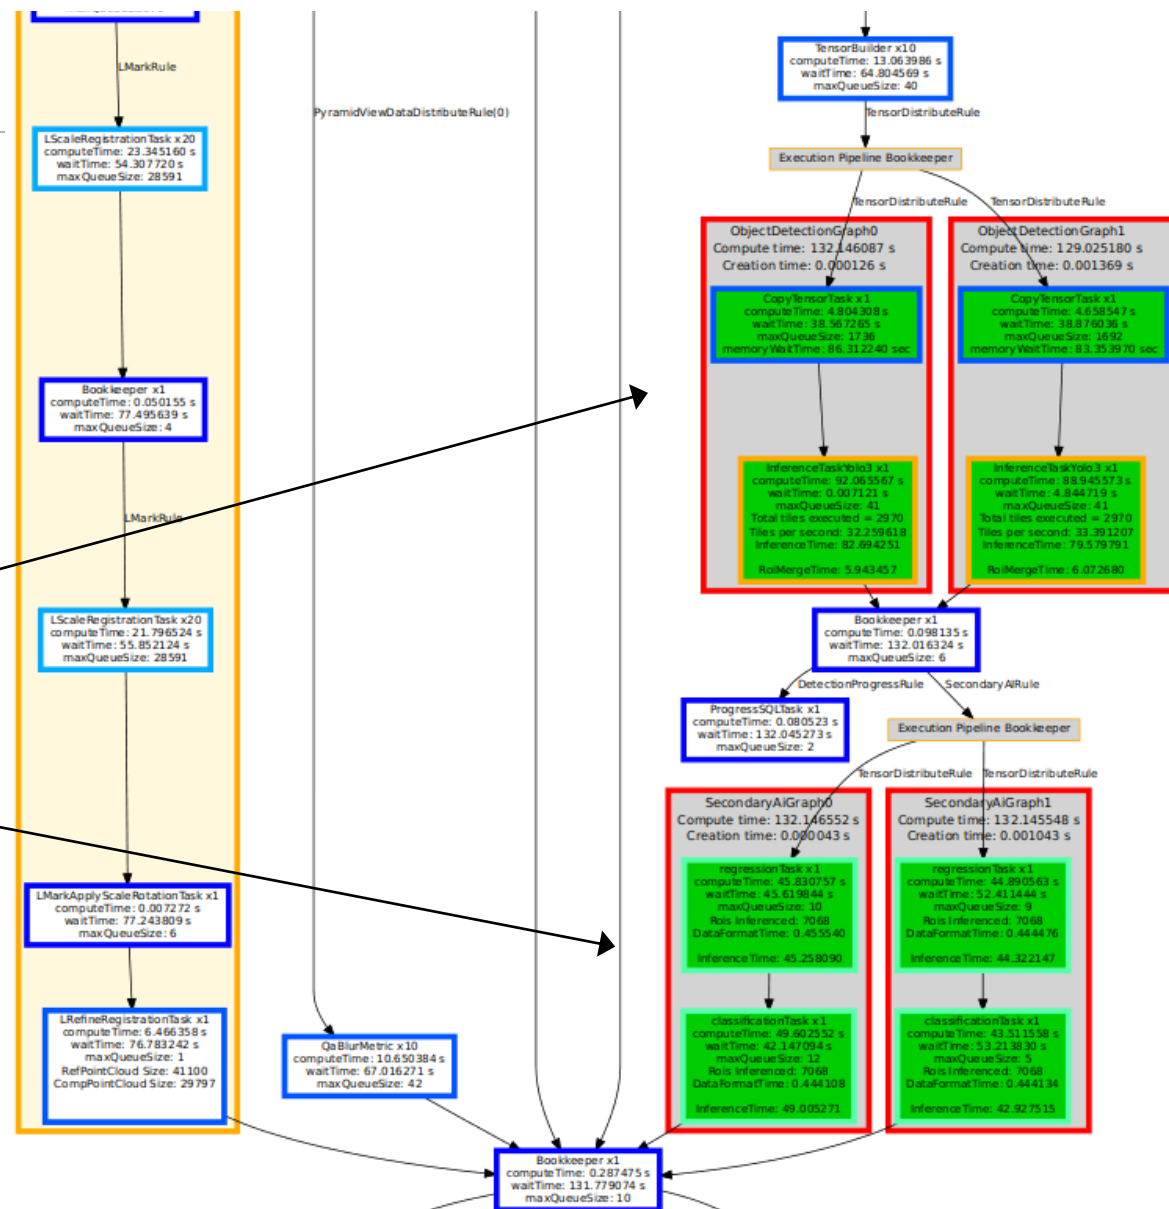 LMarkRule
LScaleRegistrationTask x20
computeTime: 23.345160 s
waitTime: 54.307720 s
maxQueueSize: 28591
Bookkeeper x1
computeTime: 0.050155 s
waitTime: 77.495639 s
maxQueueSize: 4
LMarkRule
LScaleRegistrationTask x20
computeTime: 21.796524 s
waitTime: 55.852124 s
maxQueueSize: 28591
LMarkApplyScaleRotationTask x1
computeTime: 0.007272 s
waitTime: 77.243809 s
maxQueueSize: 6
LRefineRegistrationTask x1
computeTime: 6.466358 s
waitTime: 76.783242 s
maxQueueSize: 1
RefPointCloud Size: 41100
CompPointCloud Size: 29797
PyramidViewDataDistributeRule(0)
QaBlurMetric x10
computeTime: 10.650384 s
waitTime: 67.016271 s
maxQueueSize: 42
TensorBuilder x10
computeTime: 13.063986 s
waitTime: 64.804569 s
maxQueueSize: 40
TensorDistributeRule
Execution Pipeline Bookkeeper
TensorDistributeRule
TensorDistributeRule
ObjectDetectionGraph0
Compute time: 132.146087 s
Creation time: 0.000126 s
CopyTensorTask x1
computeTime: 4.804308 s
waitTime: 38.567265 s
maxQueueSize: 1736
memoryWaitTime: 86.312240 sec
InferenceTaskYolo3 x1
computeTime: 92.065567 s
waitTime: 0.007121 s
maxQueueSize: 41
Total tiles executed = 2970
Tiles per second: 32.259618
InferenceTime: 82.694251
RoiMergeTime: 5.943457
ObjectDetectionGraph1
Compute time: 129.025180 s
Creation time: 0.001369 s
CopyTensorTask x1
computeTime: 4.658547 s
waitTime: 38.876036 s
maxQueueSize: 1692
memoryWaitTime: 83.353970 sec
InferenceTaskYolo3 x1
computeTime: 88.945573 s
waitTime: 4.844719 s
maxQueueSize: 41
Total tiles executed = 2970
Tiles per second: 33.391207
InferenceTime: 79.579791
RoiMergeTime: 6.072680
Bookkeeper x1
computeTime: 0.098135 s
waitTime: 132.016324 s
maxQueueSize: 6
DetectionProgressRule
SecondaryAIRule
ProgressSQLTask x1
computeTime: 0.080523 s
waitTime: 132.045273 s
maxQueueSize: 2
Execution Pipeline Bookkeeper
TensorDistributeRule
TensorDistributeRule
SecondaryAiGraph0
Compute time: 132.146552 s
Creation time: 0.000043 s
regressionTask x1
computeTime: 45.830757 s
waitTime: 45.619844 s
maxQueueSize: 10
Rois Inferenced: 7068
DataFormatTime: 0.455540
InferenceTime: 45.258090
classificationTask x1
computeTime: 49.602552 s
waitTime: 42.147094 s
maxQueueSize: 12
Rois Inferenced: 7068
DataFormatTime: 0.444108
InferenceTime: 49.005271
SecondaryAiGraph1
Compute time: 132.145548 s
Creation time: 0.001043 s
regressionTask x1
computeTime: 44.890563 s
waitTime: 52.411444 s
maxQueueSize: 9
Rois Inferenced: 7068
DataFormatTime: 0.444476
InferenceTime: 44.322147
classificationTask x1
computeTime: 43.511558 s
waitTime: 53.213830 s
maxQueueSize: 5
Rois Inferenced: 7068
DataFormatTime: 0.444134
InferenceTime: 42.927515
Bookkeeper x1
computeTime: 0.287475 s
waitTime: 131.779074 s
maxQueueSize: 10